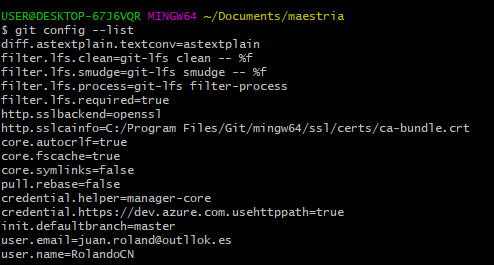 USER@DESKTOP-67J6VQR MINGW64 ~/Documents/maestria
$ git config --list
diff.astextplain.textconv=astextplain
filter.lfs.clean=git-lfs clean -- %f
filter.lfs.smudge=git-lfs smudge -- %f
filter.lfs.process=git-lfs filter-process
filter.lfs.required=true
http.sslbackend=openssl
http.sslcainfo=C:/Program Files/Git/mingw64/ssl/certs/ca-bundle.crt
core.autocrlf=true
core.fscache=true
core.symlinks=false
pull.rebase=false
credential.helper=manager-core
credential.https://dev.azure.com.usehttppath=true
init.defaultbranch=master
user.email=juan.roland@outllok.es
user.name=RolandoCN